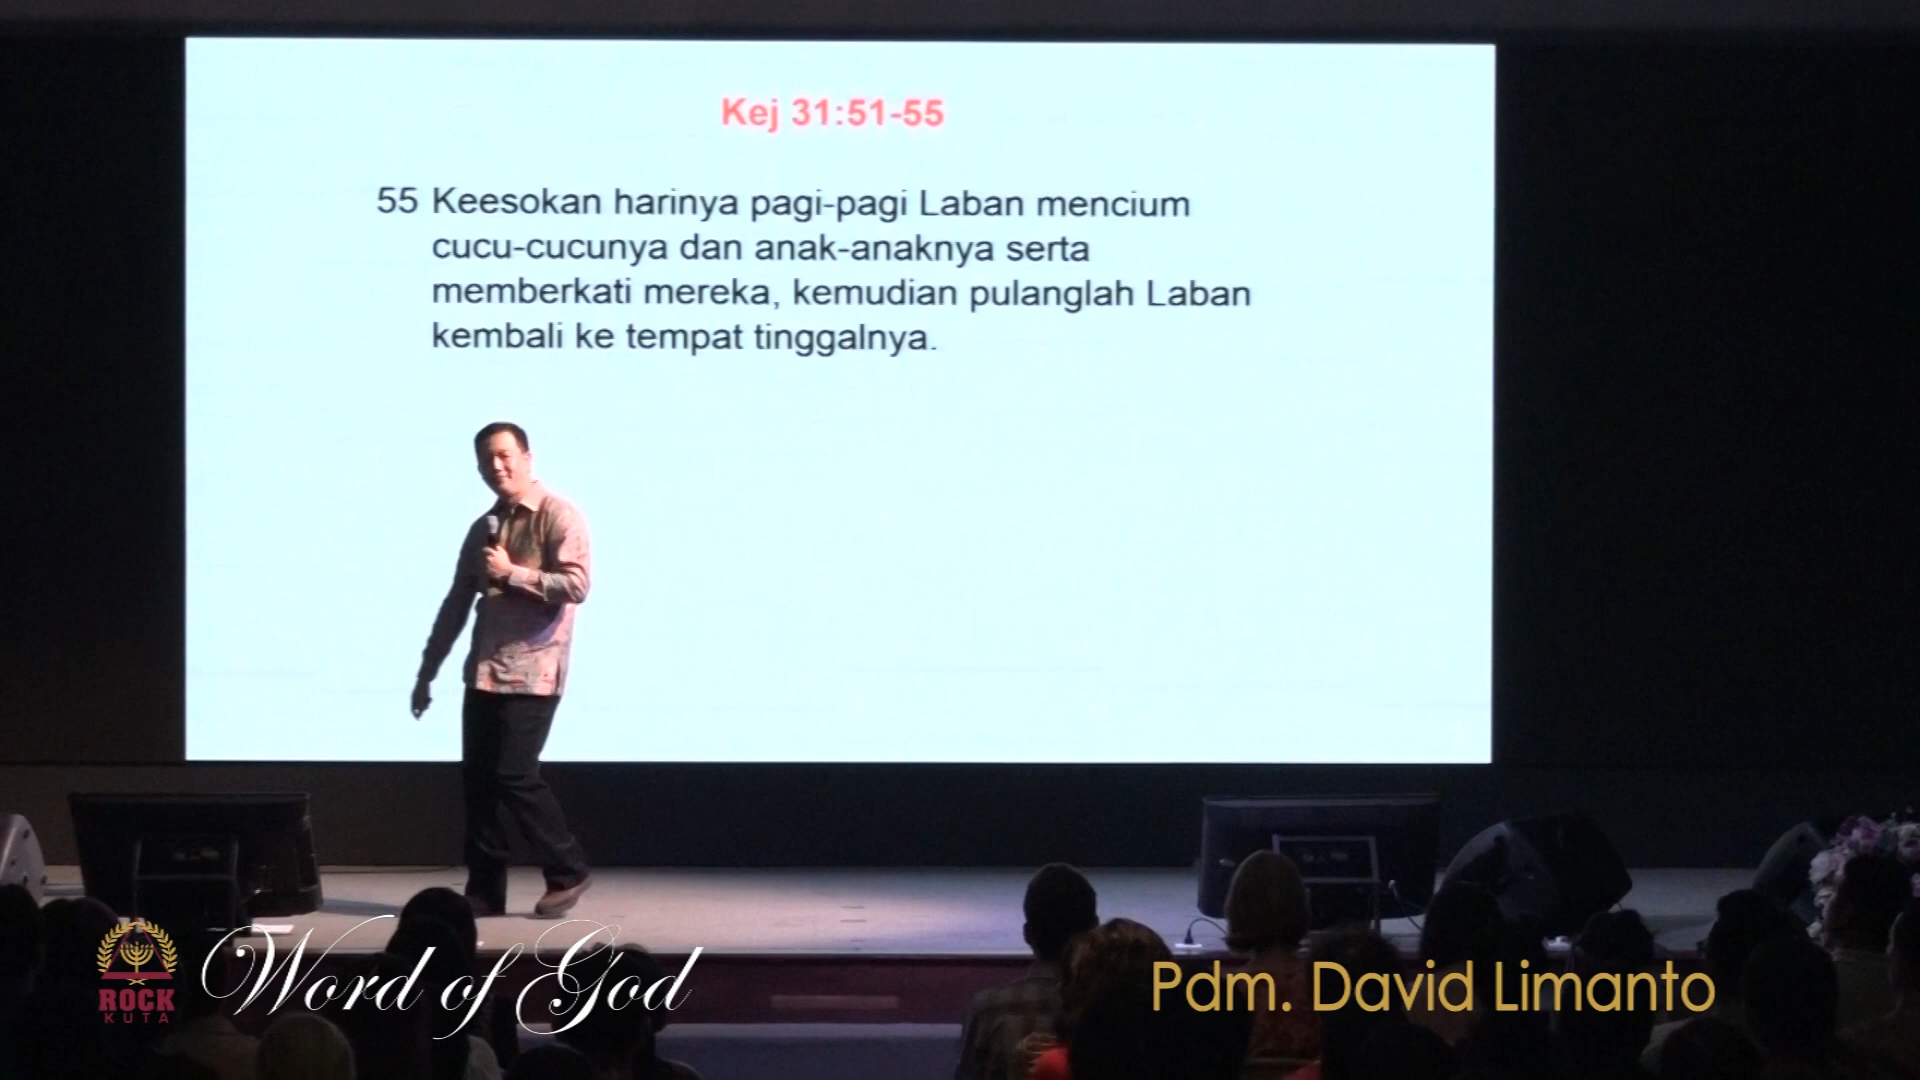 Kej 31:51-55
55 Keesokan harinya pagi-pagi Laban mencium
cucu-cucunya dan anak-anaknya serta
memberkati mereka, kemudian pulanglah Laban
kembali ke tempat tinggalnya.
ROCK
KUTA
Word of God
Pdm. David Limanto